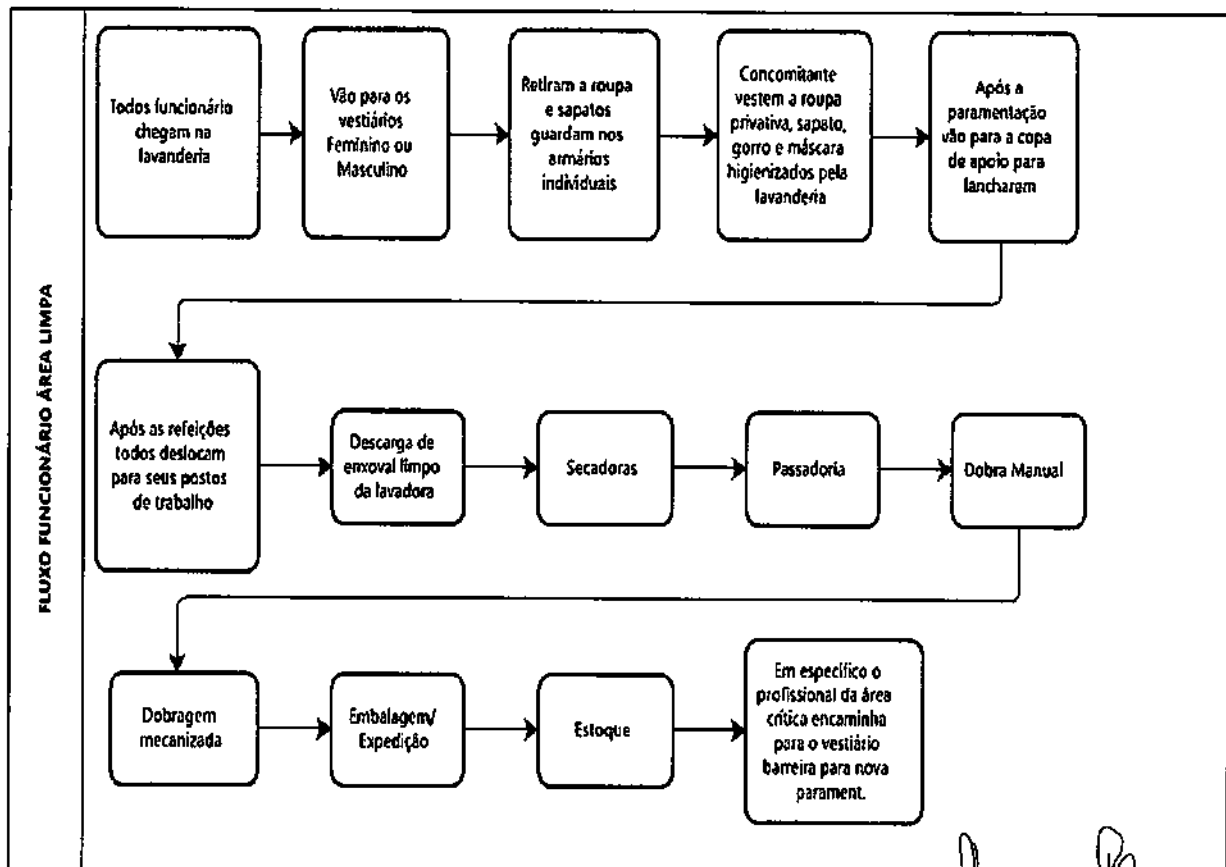 FLUXO FUNCIONÁRIO ÁREA LIMPA
Todos funcionário
chegam na
lavanderia
Vão para os
vestiários
Feminino ou
Masculino
Retiram a roupa
e sapatos
guardam nos
armários
individuais
Concomitante
vestem a roupa
privativa, sapato,
gorro e máscara
higienizados pela
lavanderia
Após a
paramentação
vão para a copa
de apoio para
lancharem
Após as refeições
todos deslocam
para seus postos
de trabalho
Descarga de
enxoval limpo
da lavadora
Secadoras
Passadoria
Dobra Manual
Dobragem
mecanizada
Embalagem/
Expedição
Estoque
Em específico o
profissional da área
crítica encaminha
para o vestiário
barreira para nova
parament.